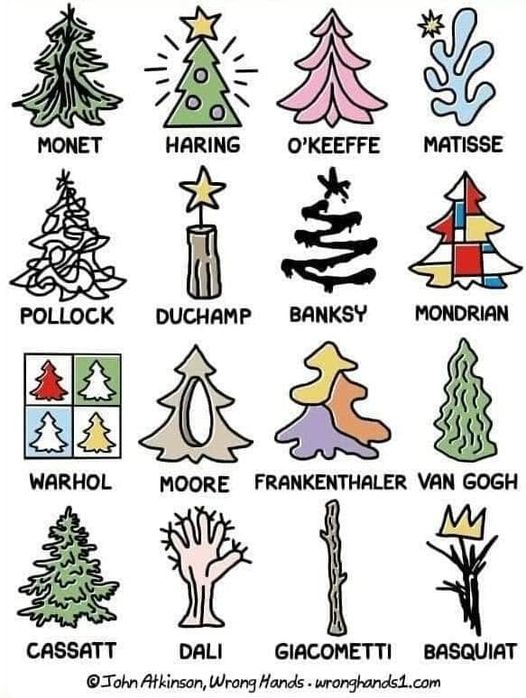 MONET HARING O'KEEFFE MATISSE
POLLOCK DUCHAMP BANKSY MONDRIAN
WARHOL MOORE FRANKENTHALER VAN GOGH
CASSATT DALI GIACOMETTI BASQUIAT
©John Atkinson, Wrong Hands · wronghands1.com